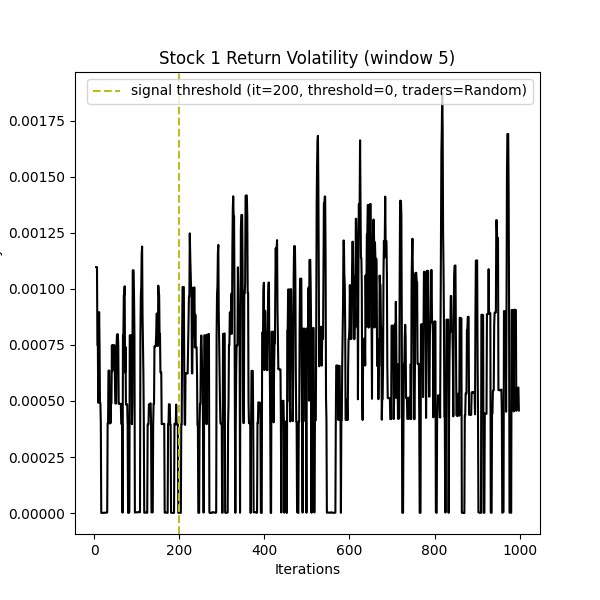 Stock 1 Return Volatility (window 5)
signal threshold (it=200, threshold=0, traders=Random)
0.00175
0.00150
0.00125
0.00100
0.00075
0.00050
0.00025
0.00000
0 200 400 600 800 1000
Iterations